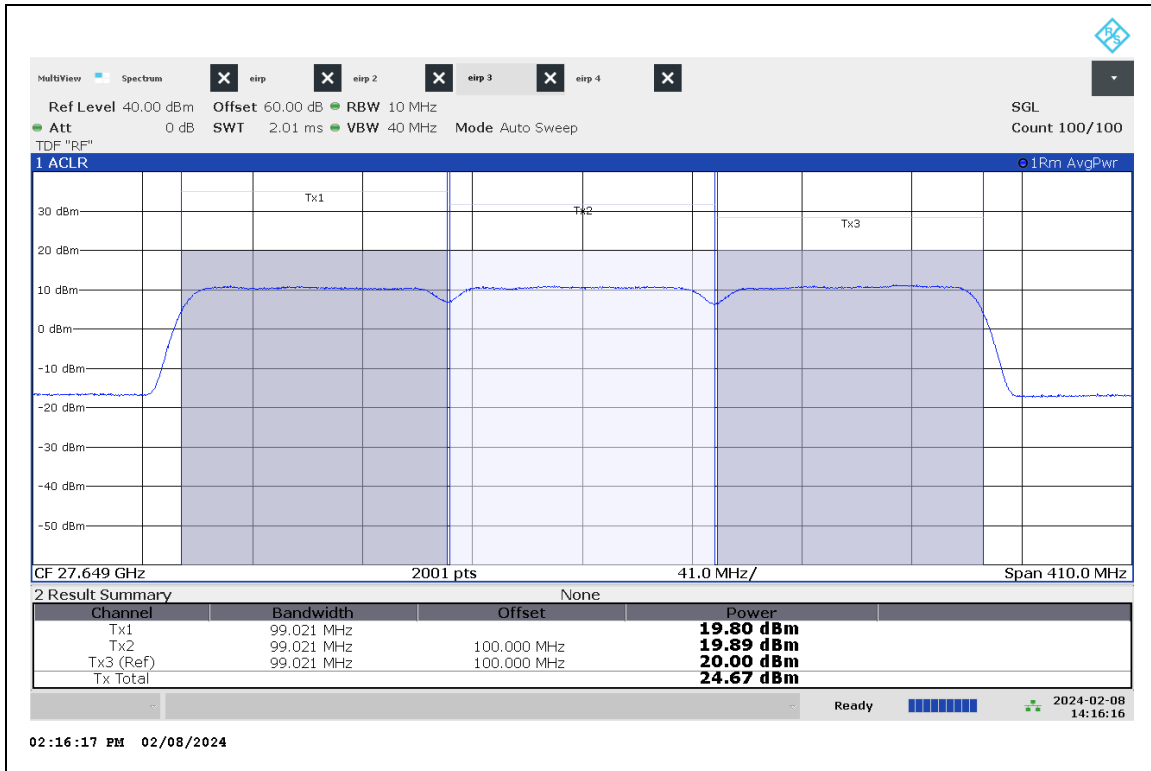 R&S
MultiView Spectrum X eirp X eirp 2 X eirp 3 X eirp 4 X
Ref Level 40.00 dBm Offset 60.00 dB RBW 10 MHz SGL
Att 0 dB SWT 2.01 ms VBW 40 MHz Mode Auto Sweep Count 100/100
TDF "RF"
1 ACLR 1Rm AvgPwr
Tx1
Tx2
Tx3
30 dBm
20 dBm
10 dBm
0 dBm
-10 dBm
-20 dBm
-30 dBm
-40 dBm
-50 dBm
CF 27.649 GHz 2001 pts 41.0 MHz/ Span 410.0 MHz
2 Result Summary None
Channel Bandwidth Offset Power
Tx1 99.021 MHz 19.80 dBm
Tx2 99.021 MHz 100.000 MHz 19.89 dBm
Tx3 (Ref) 99.021 MHz 100.000 MHz 20.00 dBm
Tx Total 24.67 dBm
Ready 2024-02-08
14:16:16
02:16:17 PM 02/08/2024